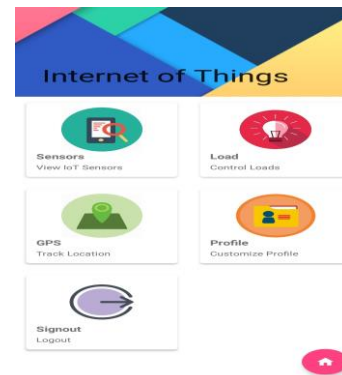 Internet of Things
Sensors
View IoT Sensors
Load
Control Loads
GPS
Track Location
Profile
Customize Profile
Signout
Logout